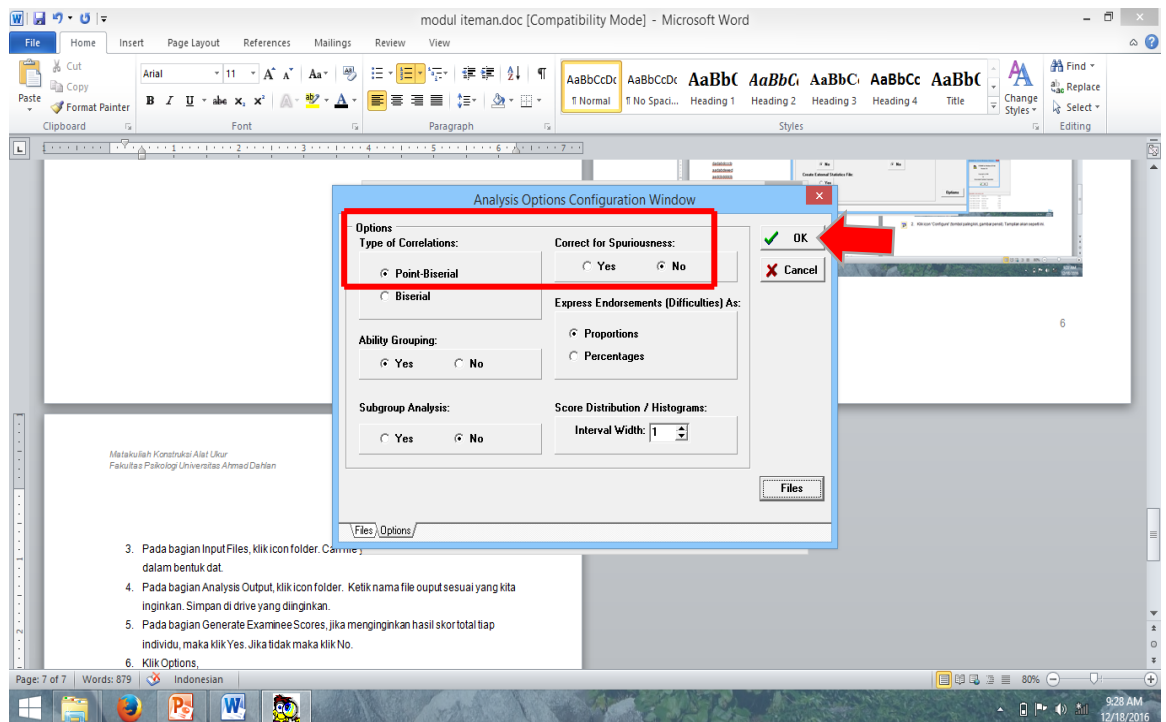 modul iteman.doc [Compatibility Mode] - Microsoft Word
File Home Insert Page Layout References Mailings Review View
Cut
Copy
Format Painter
Paste
Clipboard
Arial 11
Font
Paragraph
AaBbCcDc AaBbCcDc AaBbC AaBbCc AaBbC AaBbCc AaBbC
¶ Normal ¶ No Spaci... Heading 1 Heading 2 Heading 3 Heading 4 Title
Change Styles
Styles
Find
Replace
Select
Editing
Analysis Options Configuration Window
Options
Type of Correlations:
Point-Biserial
Biserial
Correct for Spuriousness:
Yes No
OK
Cancel
Express Endorsements (Difficulties) As:
Proportions
Percentages
Ability Grouping:
Yes No
Subgroup Analysis:
Yes No
Score Distribution / Histograms:
Interval Width: 1
Files
Files Options
6
Matakuliah Konstruksi Alat Ukur
Fakultas Psikologi Universitas Ahmad Dahlan
3. Pada bagian Input Files, klik icon folder. Cari file
dalam bentuk dat.
4. Pada bagian Analysis Output, klik icon folder. Ketik nama file ouput sesuai yang kita
inginkan. Simpan di drive yang diinginkan.
5. Pada bagian Generate Examinee Scores, jika menginginkan hasil skor total tiap
individu, maka klik Yes. Jika tidak maka klik No.
6. Klik Options,
Page: 7 of 7 Words: 879 Indonesian 80%
9:28 AM
12/18/2016